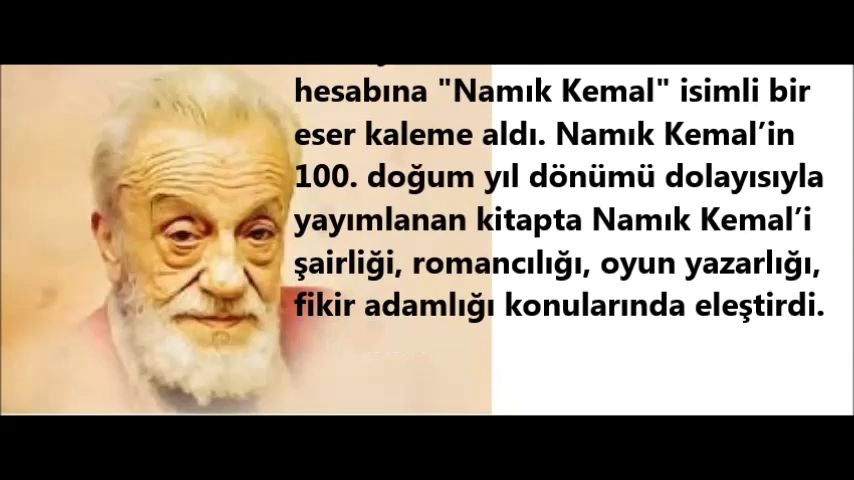 hesabına "Namık Kemal" isimli bir
eser kaleme aldı. Namık Kemal’in
100. doğum yıl dönümü dolayısıyla
yayımlanan kitapta Namık Kemal’i
şairliği, romancılığı, oyun yazarlığı,
fikir adamlığı konularında eleştirdi.